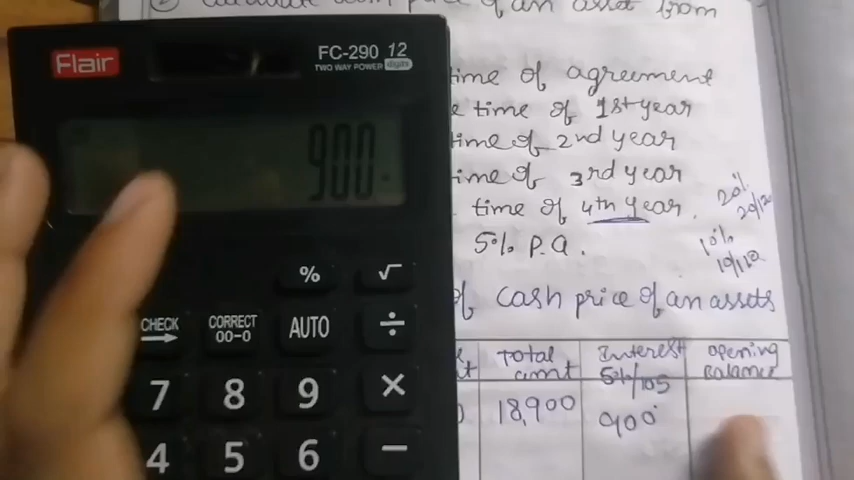 price of an asset from
Flair
FC-290 12
TWO WAY POWER digits
900.
time of agreement
time of 1st year
time of 2nd year
time of 3rd year
time of 4th year
5% P.a.
20%
10%
of cash price of an assets
Total amt
Interest 5%/105
Opening Balance
18,900
900
% √
CHECK →
CORRECT 00→0
AUTO
÷
7 8 9 ×
4 5 6 −